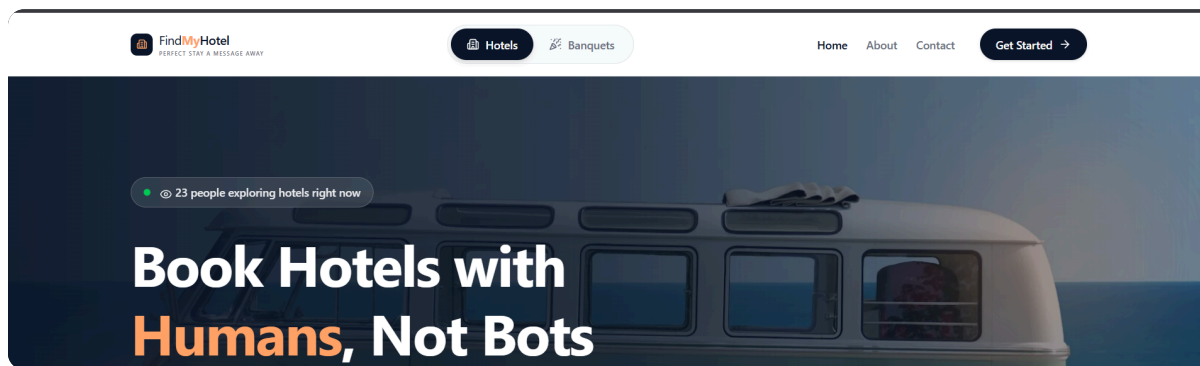 FindMyHotel
PERFECT STAY A MESSAGE AWAY
Hotels
Banquets
Home
About
Contact
Get Started
23 people exploring hotels right now
Book Hotels with
Humans, Not Bots